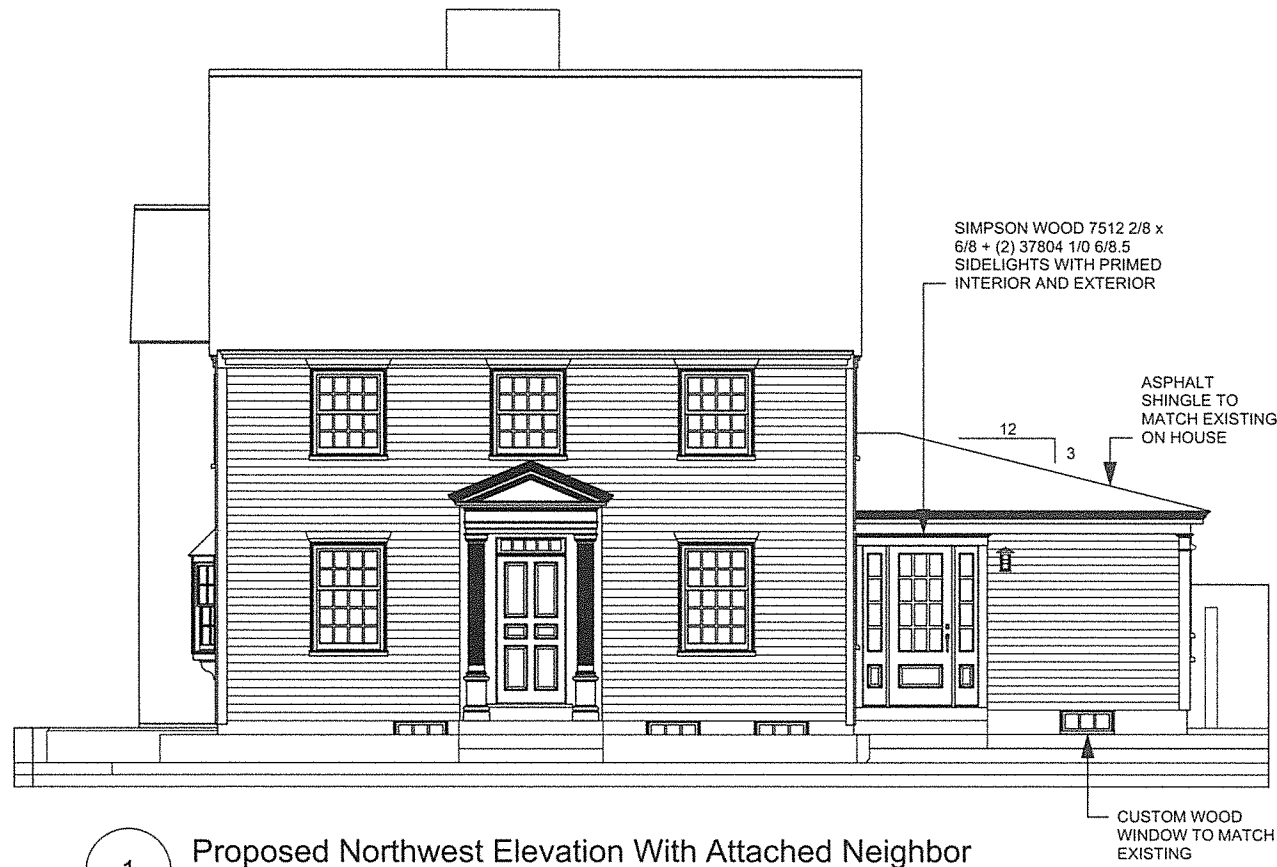 SIMPSON WOOD 7512 2/8 x
6/8 + (2) 37804 1/0 6/8.5
SIDELIGHTS WITH PRIMED
INTERIOR AND EXTERIOR
ASPHALT
SHINGLE TO
MATCH EXISTING
ON HOUSE
12
3
CUSTOM WOOD
WINDOW TO MATCH
EXISTING
1
Proposed Northwest Elevation With Attached Neighbor